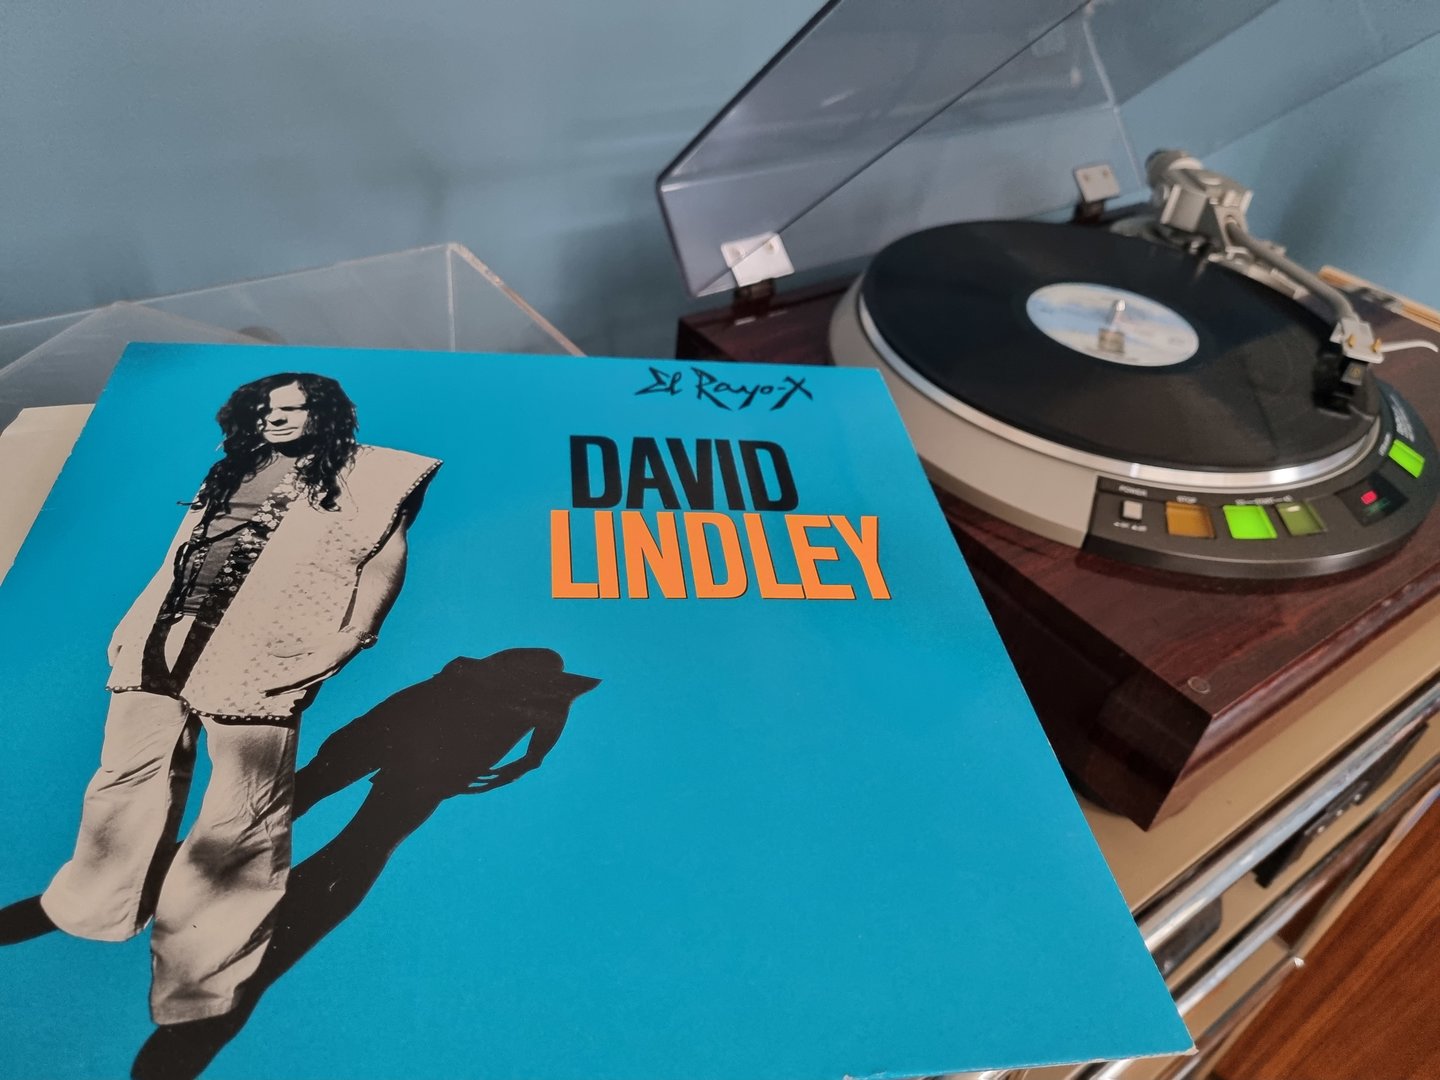 El Rayo-X
DAVID
LINDLEY
POWER
STOP